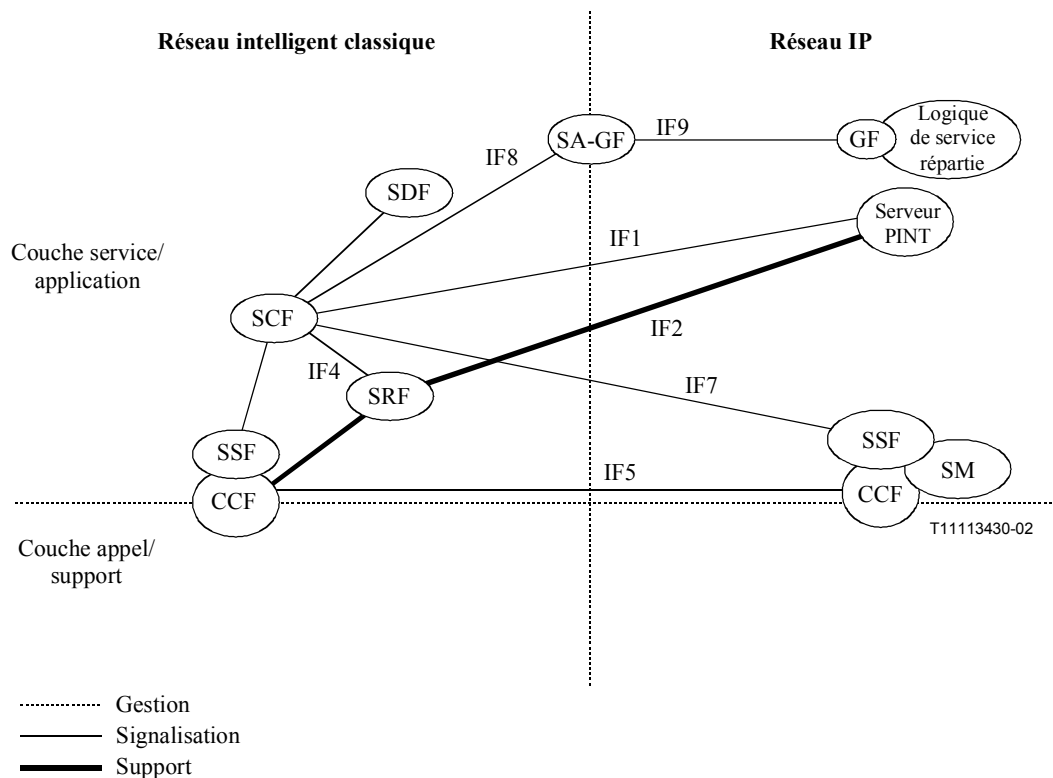 Réseau intelligent classique
Réseau IP
SA-GF
IF9
GF
Logique
de service
répartie
IF8
SDF
Serveur
PINT
IF1
Couche service/
application
SCF
IF2
IF4
IF7
SRF
SSF
SSF
SM
IF5
CCF
CCF
T11113430-02
Couche appel/
support
Gestion
Signalisation
Support